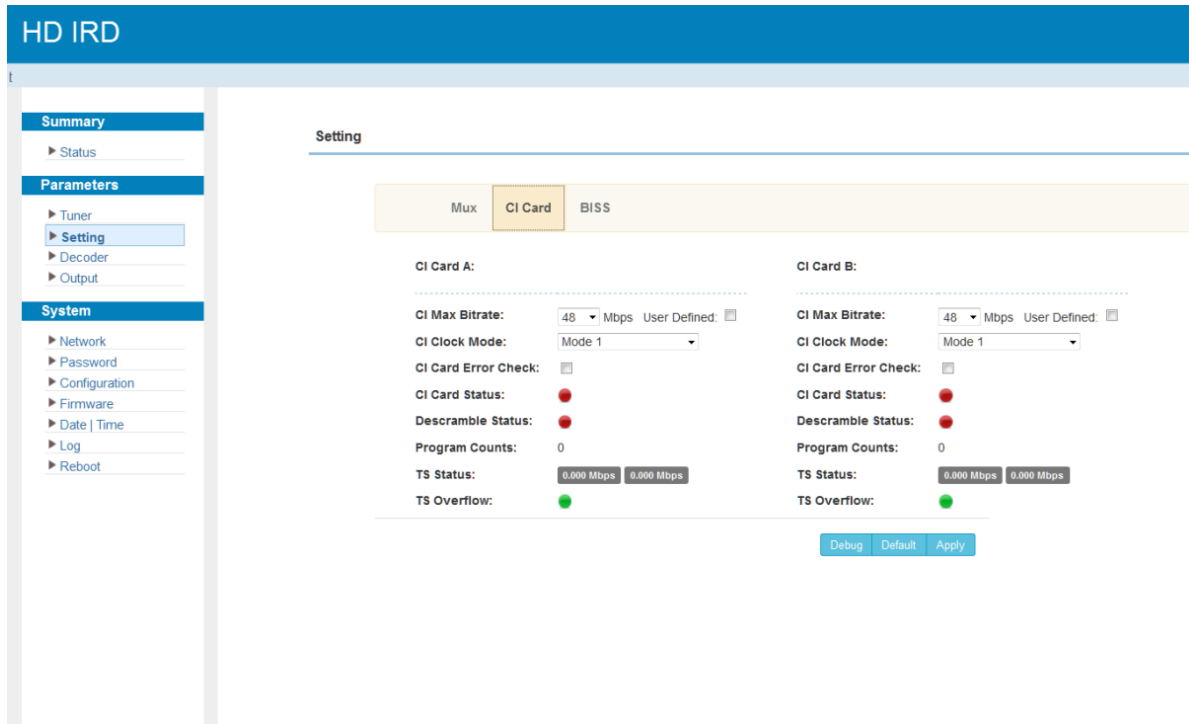 HD IRD
t
Summary
Status
Parameters
Tuner
Setting
Decoder
Output
System
Network
Password
Configuration
Firmware
Date | Time
Log
Reboot
Setting
Mux CI Card BISS
CI Card A:
CI Max Bitrate: 48 Mbps User Defined:
CI Clock Mode: Mode 1
CI Card Error Check:
CI Card Status:
Descramble Status:
Program Counts: 0
TS Status: 0.000 Mbps 0.000 Mbps
TS Overflow:
CI Card B:
CI Max Bitrate: 48 Mbps User Defined:
CI Clock Mode: Mode 1
CI Card Error Check:
CI Card Status:
Descramble Status:
Program Counts: 0
TS Status: 0.000 Mbps 0.000 Mbps
TS Overflow:
Debug Default Apply